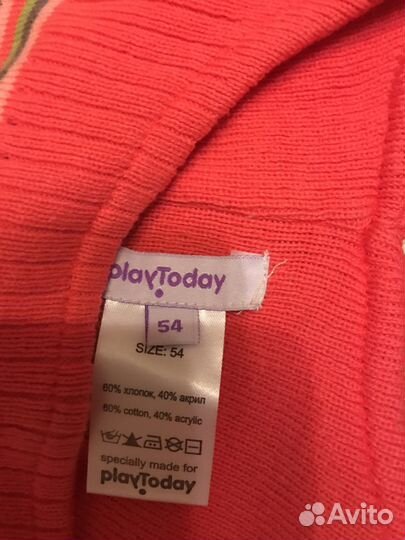 playToday
54
SIZE: 54
60% хлопок, 40% акрил
60% cotton, 40% acrylic
specially made for
playToday
Avito